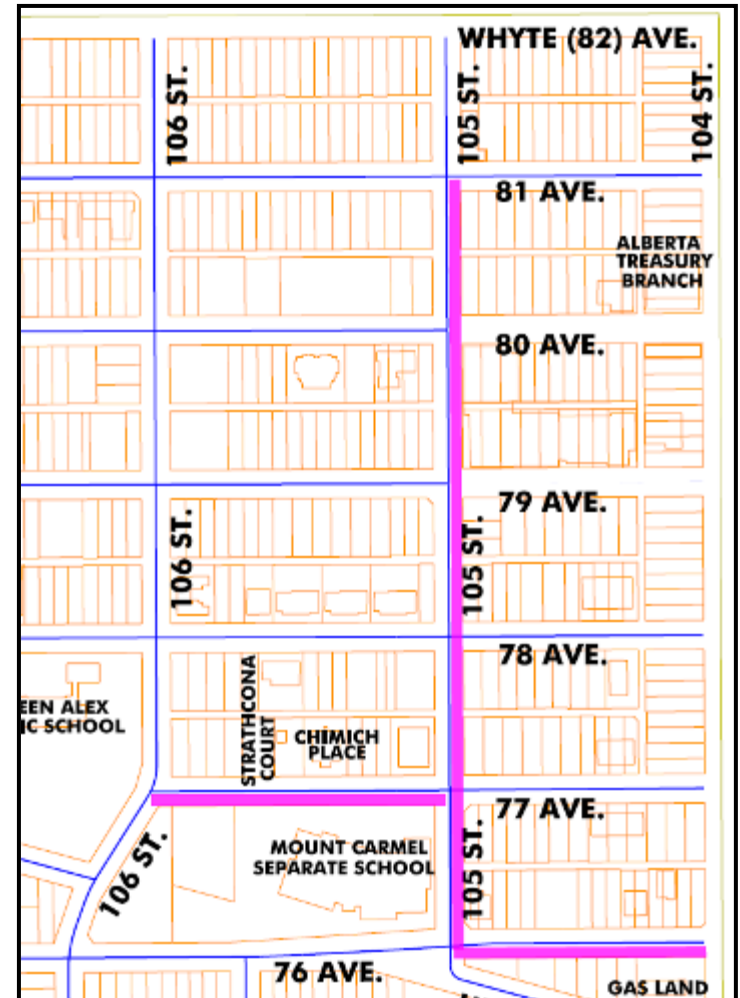 WHYTE (82) AVE.
106 ST.
105 ST.
104 ST.
81 AVE.
ALBERTA
TREASURY
BRANCH
80 AVE.
79 AVE.
106 ST.
105 ST.
78 AVE.
EEN ALEX
IC SCHOOL
STRATHCONA
COURT
CHIMICH
PLACE
77 AVE.
106 ST.
MOUNT CARMEL
SEPARATE SCHOOL
105 ST.
76 AVE.
GAS LAND